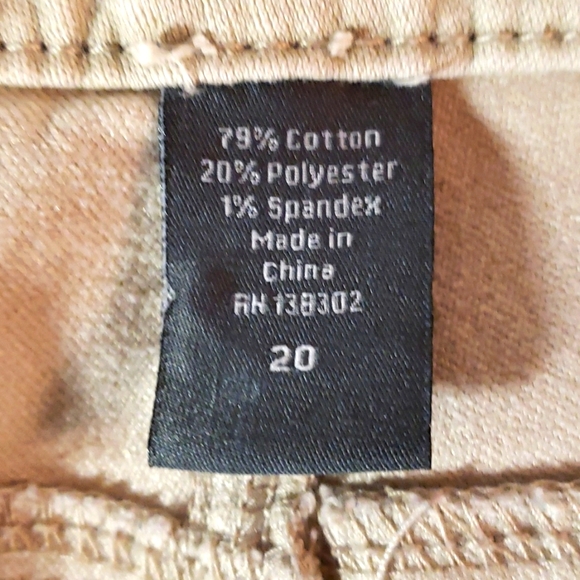 79% Cotton
20% Polyester
1% Spandex
Made in
China
RN 138302
20